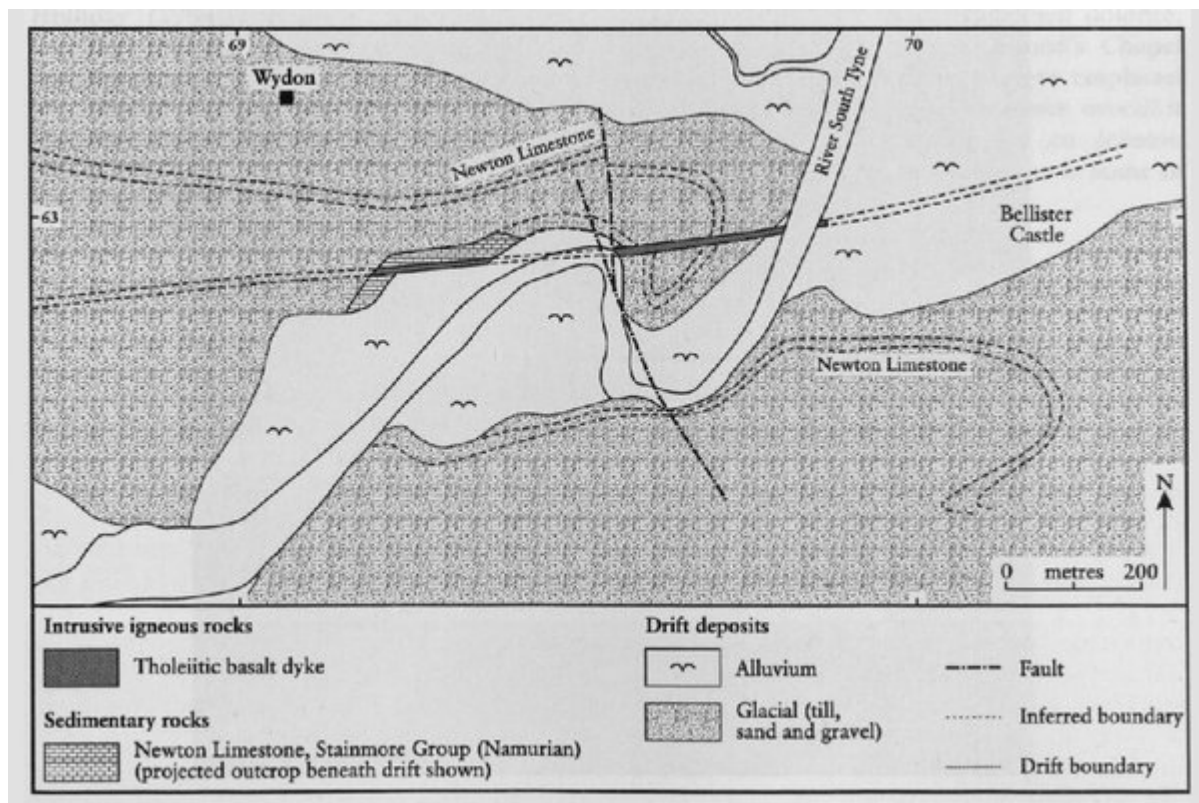 69
70
Wydon
Newton Limestone
River South Tyne
63
Bellister
Castle
Newton Limestone
N
0 metres 200
Intrusive igneous rocks
Tholeiitic basalt dyke
Sedimentary rocks
Newton Limestone, Stainmore Group (Namurian)
(projected outcrop beneath drift shown)
Drift deposits
Alluvium
Glacial (till,
sand and gravel)
Fault
Inferred boundary
Drift boundary